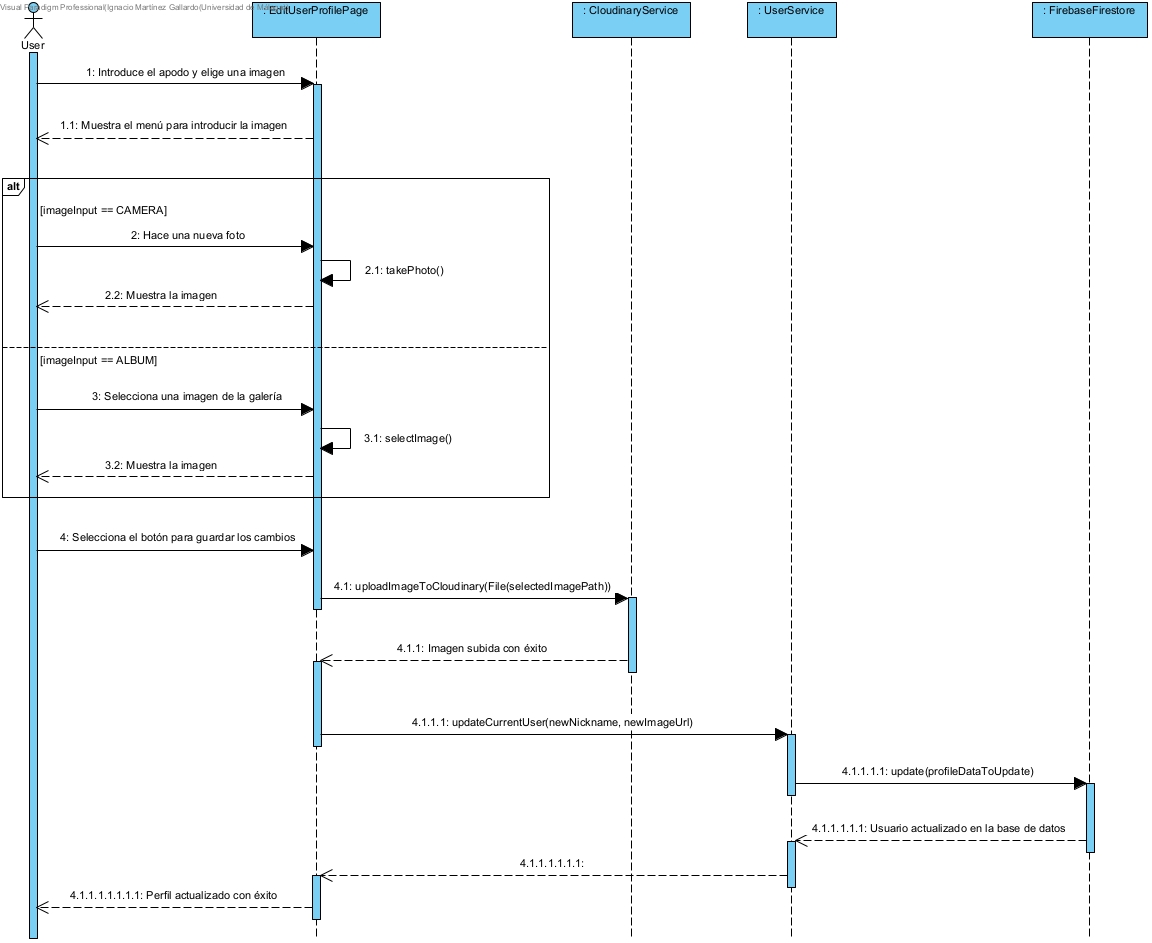 Visual Paradigm Professional(Ignacio Martínez Gallardo(Universidad de
: EditUserProfilePage
: CloudinaryService
: UserService
: FirebaseFirestore
User
1: Introduce el apodo y elige una imagen
1.1: Muestra el menú para introducir la imagen
alt
[imageInput == CAMERA]
2: Hace una nueva foto
2.1: takePhoto()
2.2: Muestra la imagen
[imageInput == ALBUM]
3: Selecciona una imagen de la galería
3.1: selectImage()
3.2: Muestra la imagen
4: Selecciona el botón para guardar los cambios
4.1: uploadImageToCloudinary(File(selectedImagePath))
4.1.1: Imagen subida con éxito
4.1.1.1: updateCurrentUser(newNickname, newImageUrl)
4.1.1.1.1: update(profileDataToUpdate)
4.1.1.1.1.1: Usuario actualizado en la base de datos
4.1.1.1.1.1.1:
4.1.1.1.1.1.1.1: Perfil actualizado con éxito